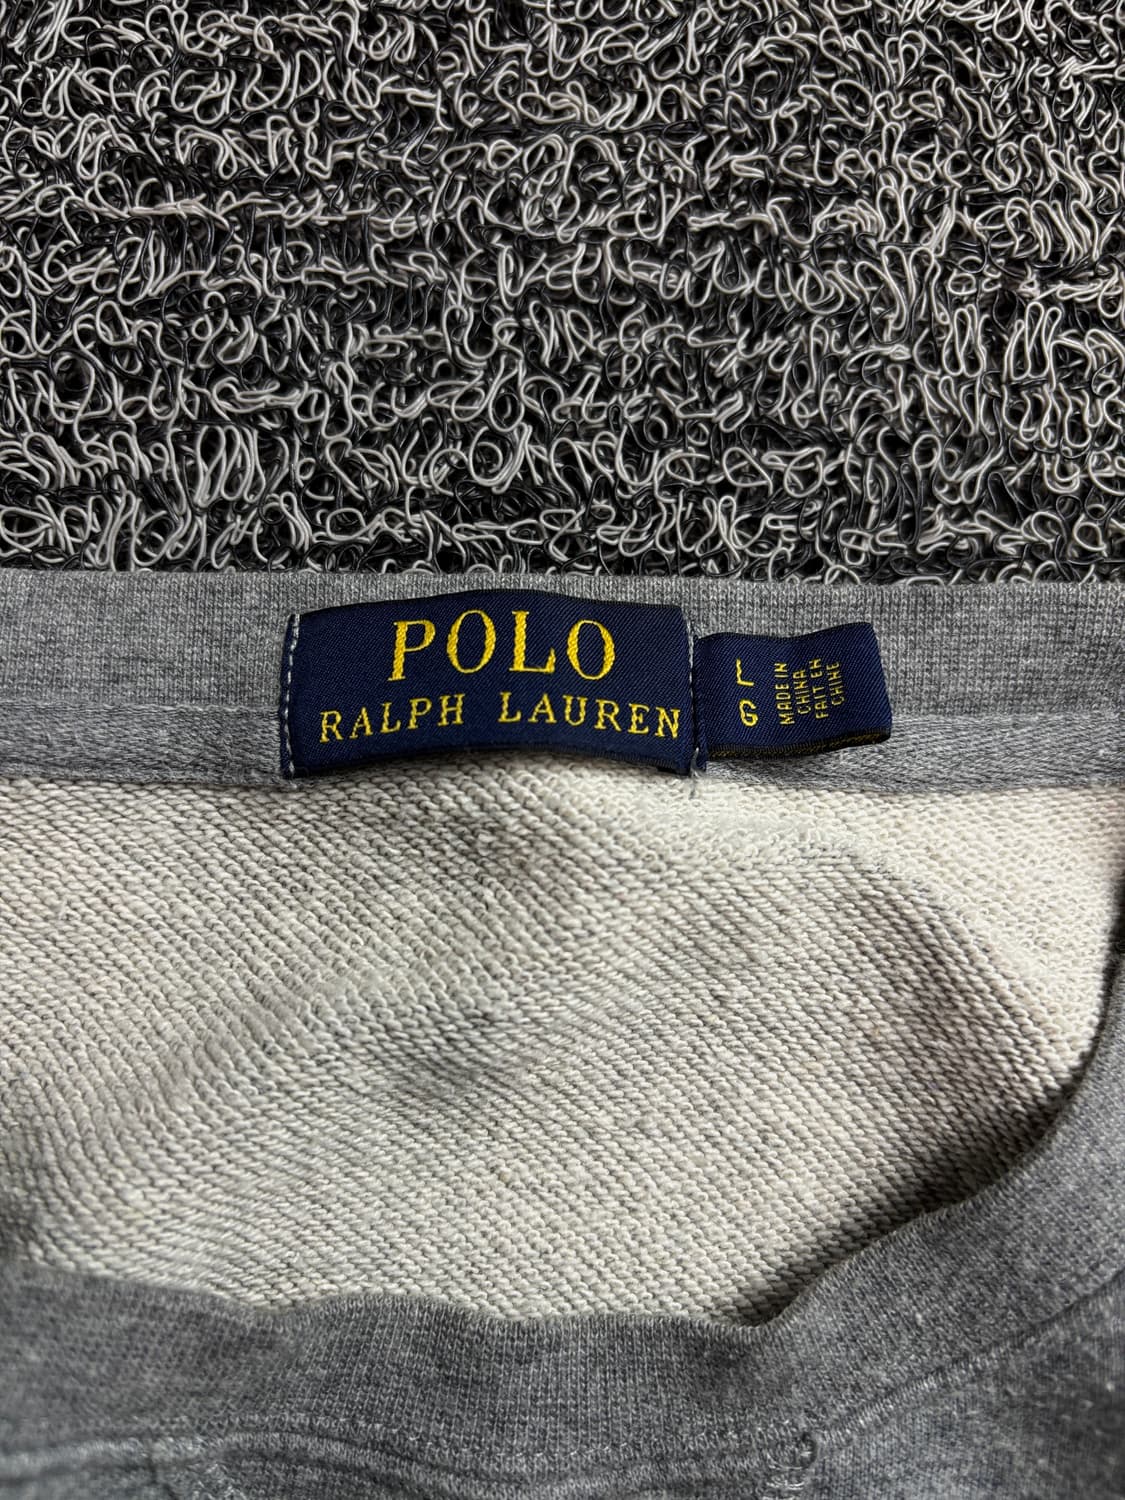 POLO
RALPH LAUREN
L
G
MADE IN
CHINA
FAIT EN
CHINE